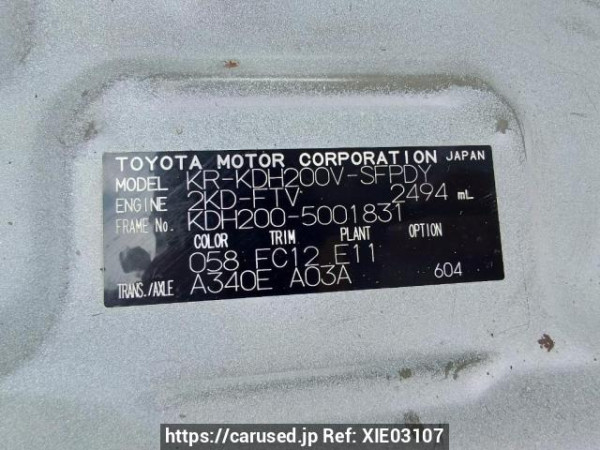 TOYOTA MOTOR CORPORATION JAPAN
MODEL KR-KDH200V-SFPDY
ENGINE 2KD-FTV 2494 mL
FRAME No. KDH200-5001831
COLOR TRIM PLANT OPTION
058 FC12 E11
TRANS./AXLE A340E A03A 604
https://carused.jp Ref: XIE03107